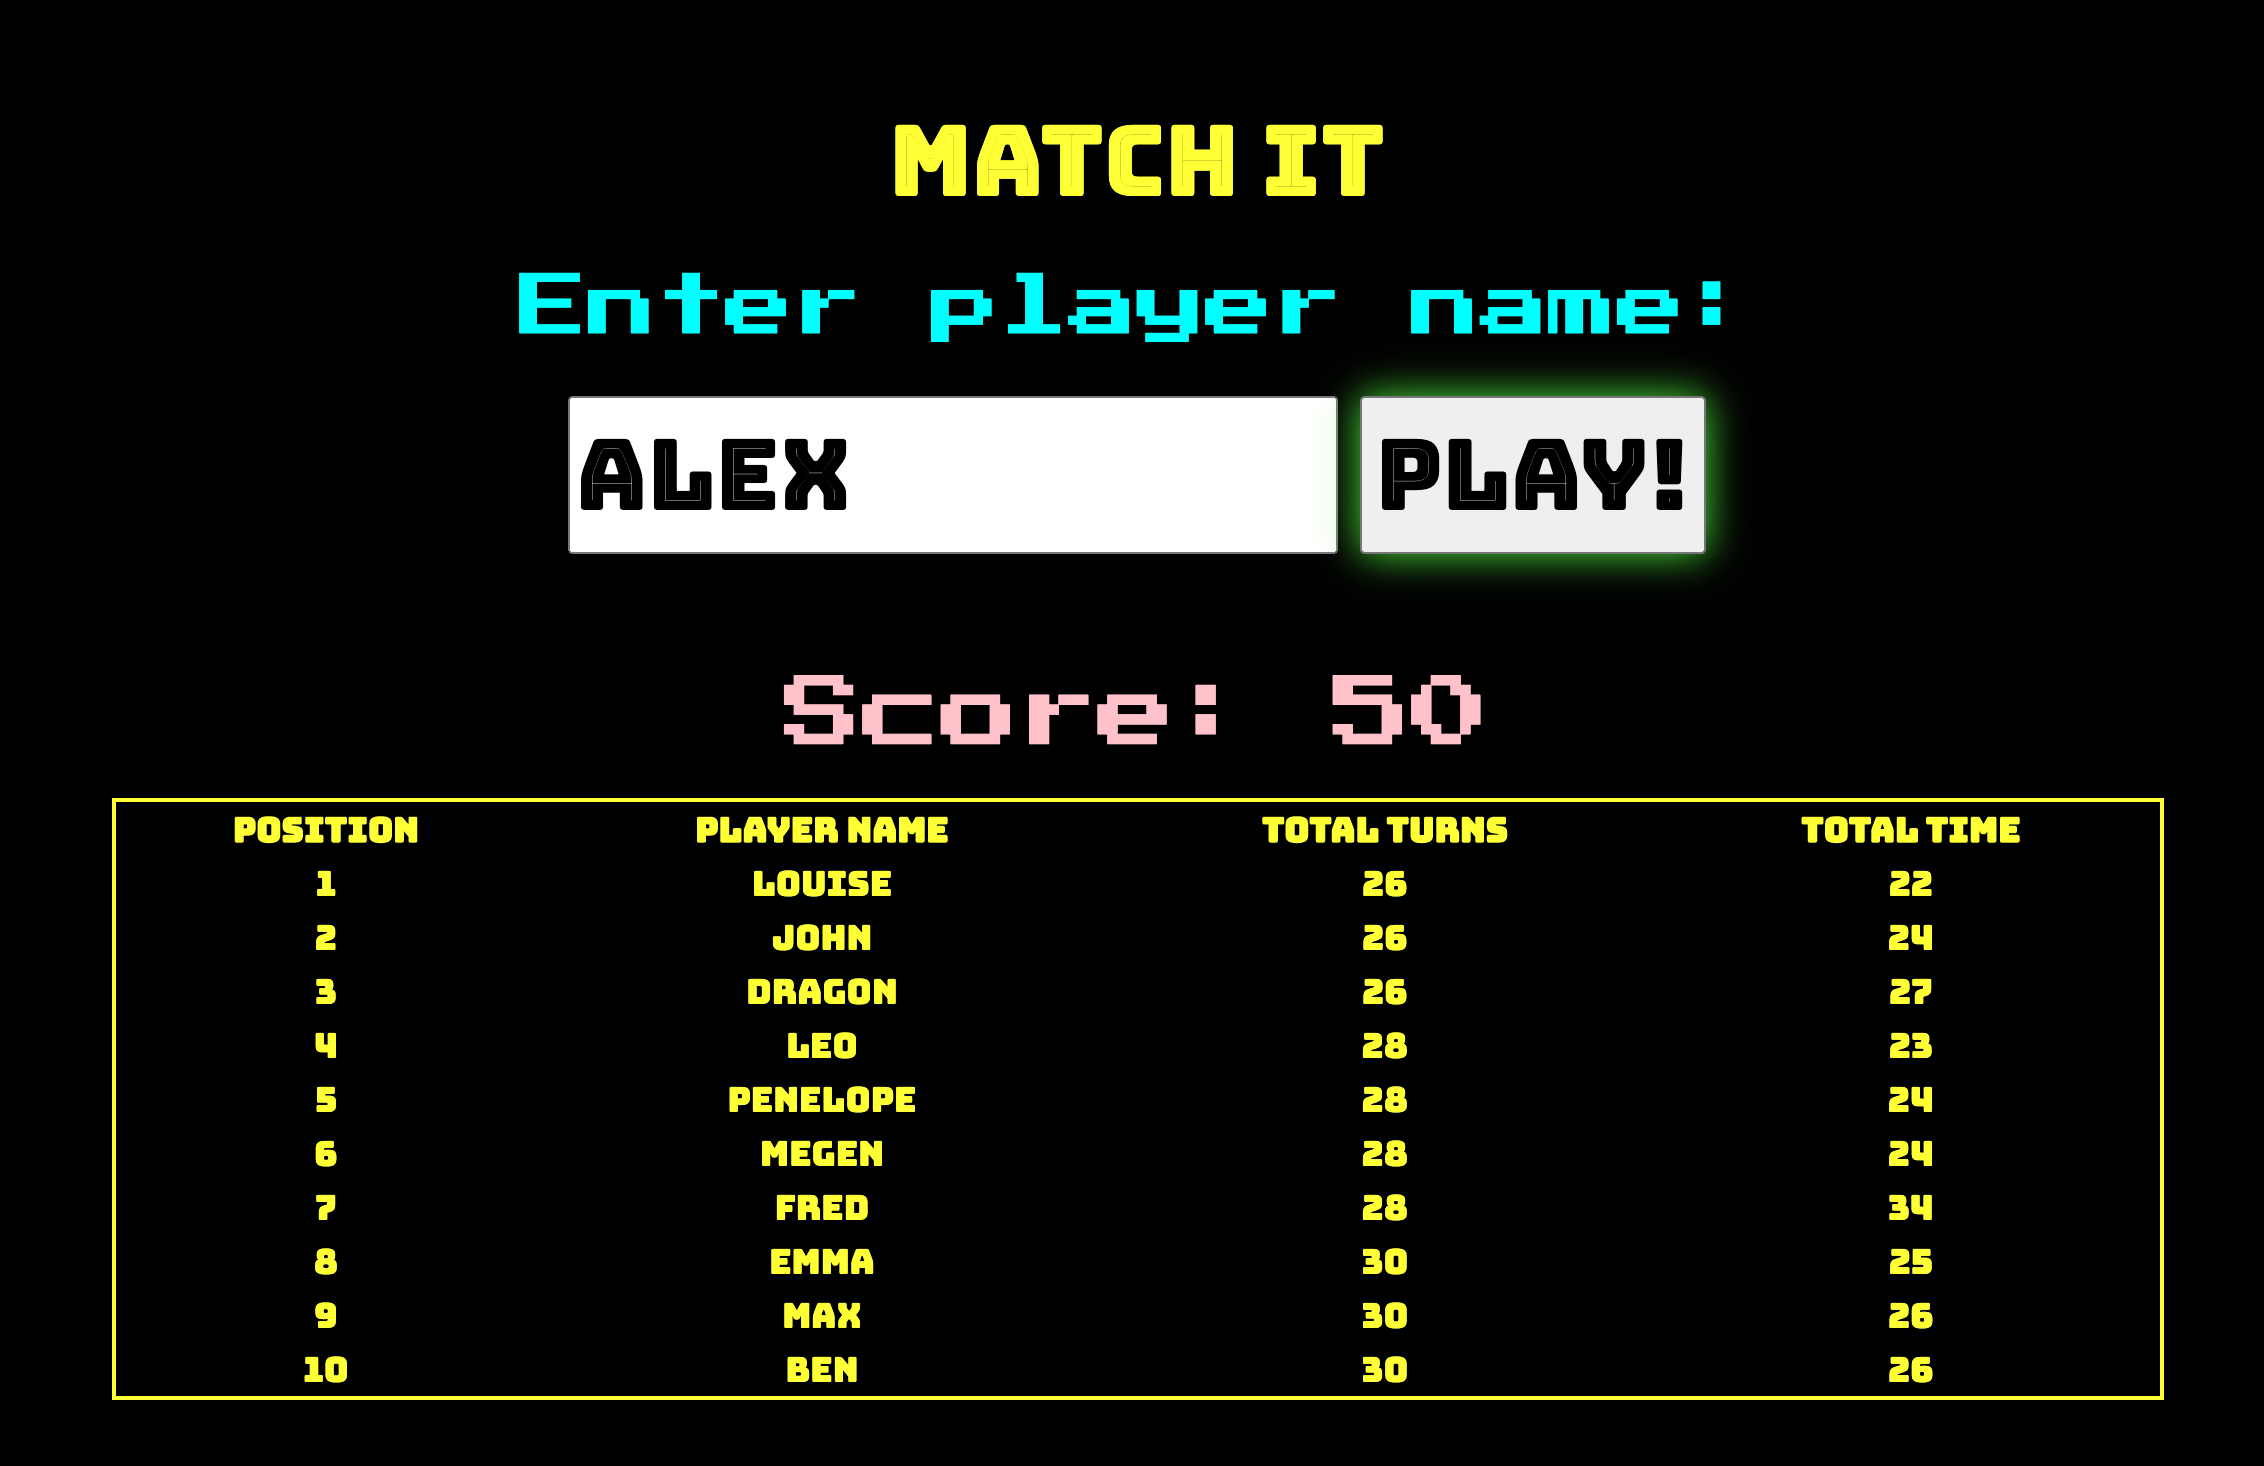 MATCH IT
Enter player name:
ALEX PLAY!
Score: 50
POSITION PLAYER NAME TOTAL TURNS TOTAL TIME
1 LOUISE 26 22
2 JOHN 26 24
3 DRAGON 26 27
4 LEO 28 23
5 PENELOPE 28 24
6 MEGEN 28 24
7 FRED 28 34
8 EMMA 30 25
9 MAX 30 26
10 BEN 30 26